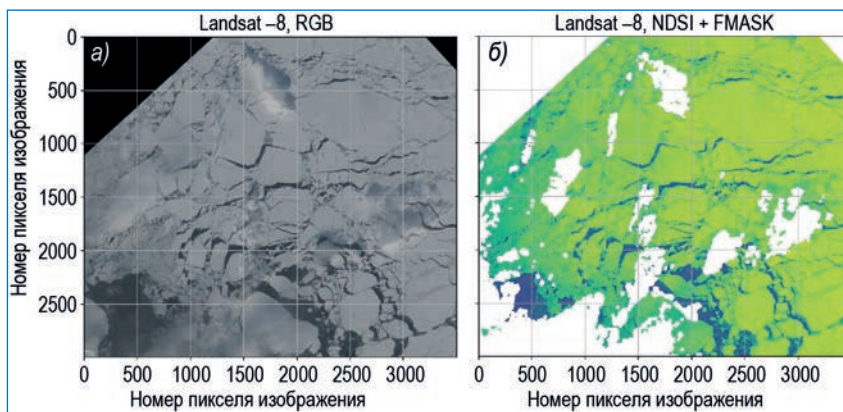 Landsat –8, RGB
Landsat –8, NDSI + FMASK
а)
б)
0
500
1000
1500
2000
2500
Номер пикселя изображения
0 500 1000 1500 2000 2500 3000
0 500 1000 1500 2000 2500 3000
Номер пикселя изображения
Номер пикселя изображения